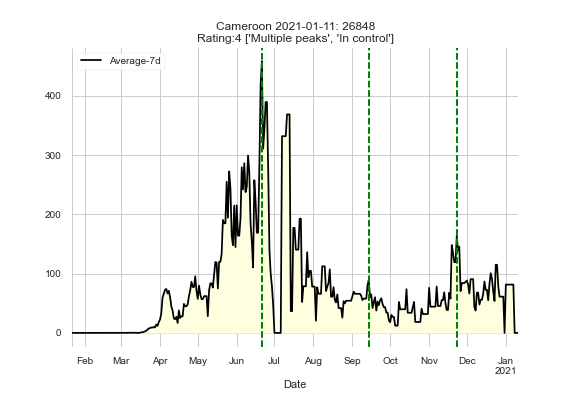 Cameroon 2021-01-11: 26848
Rating:4 ['Multiple peaks', 'In control']
Average-7d
400
300
200
100
0
Feb Mar Apr May Jun Jul Aug Sep Oct Nov Dec Jan
2021
Date